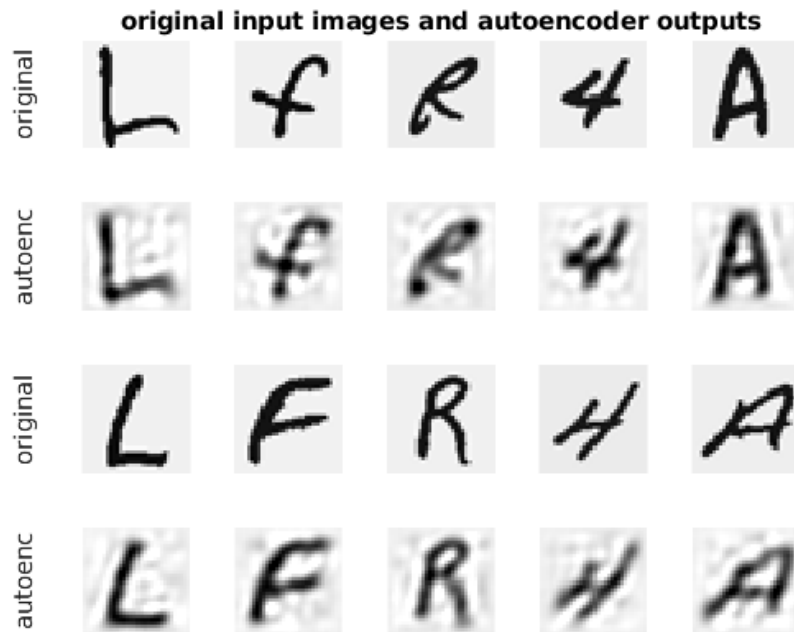 original input images and autoencoder outputs
original L f R 4 A
autoenc L f R 4 A
original L F R 4 A
autoenc L F R 4 A